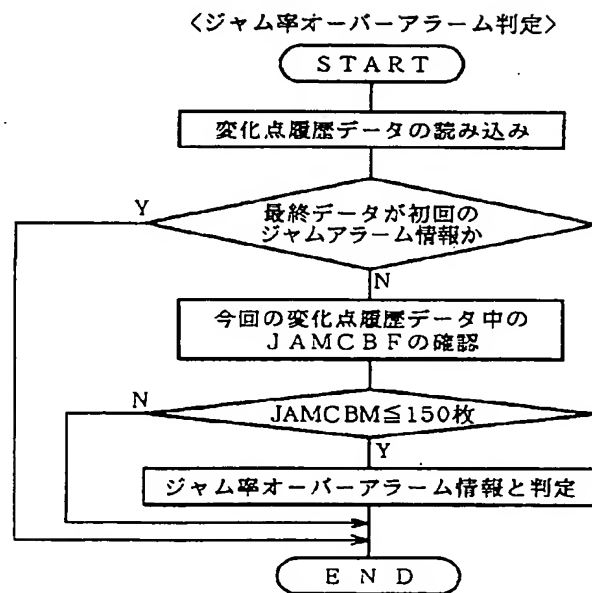 〈ジャム率オーバーアラーム判定〉
ＳＴＡＲＴ
変化点履歴データの読み込み
Y
最終データが初回の
ジャムアラーム情報か
N
今回の変化点履歴データ中の
ＪＡＭＣＢＦの確認
N
JAMCBM≦150枚
Y
ジャム率オーバーアラーム情報と判定
ＥＮＤ